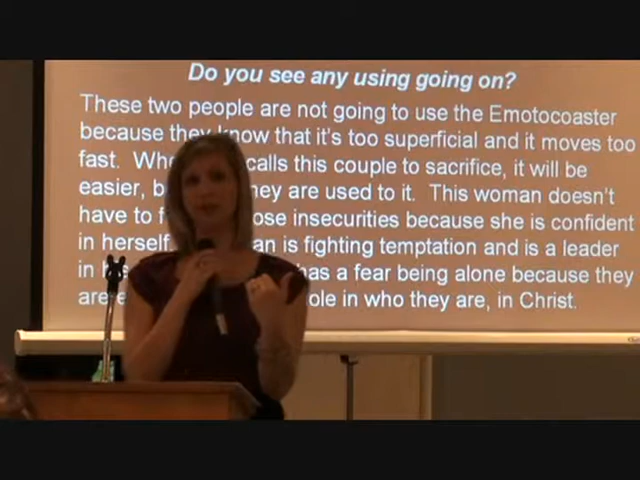 Do you see any using going on?
These two people are not going to use the Emotocoaster
because they know that it's too superficial and it moves too
fast. Wh calls this couple to sacrifice, it will be
easier, b they are used to it. This woman doesn't
have to f ose insecurities because she is confident
in herself. an is fighting temptation and is a leader
in h has a fear being alone because they
are ole in who they are, in Christ.